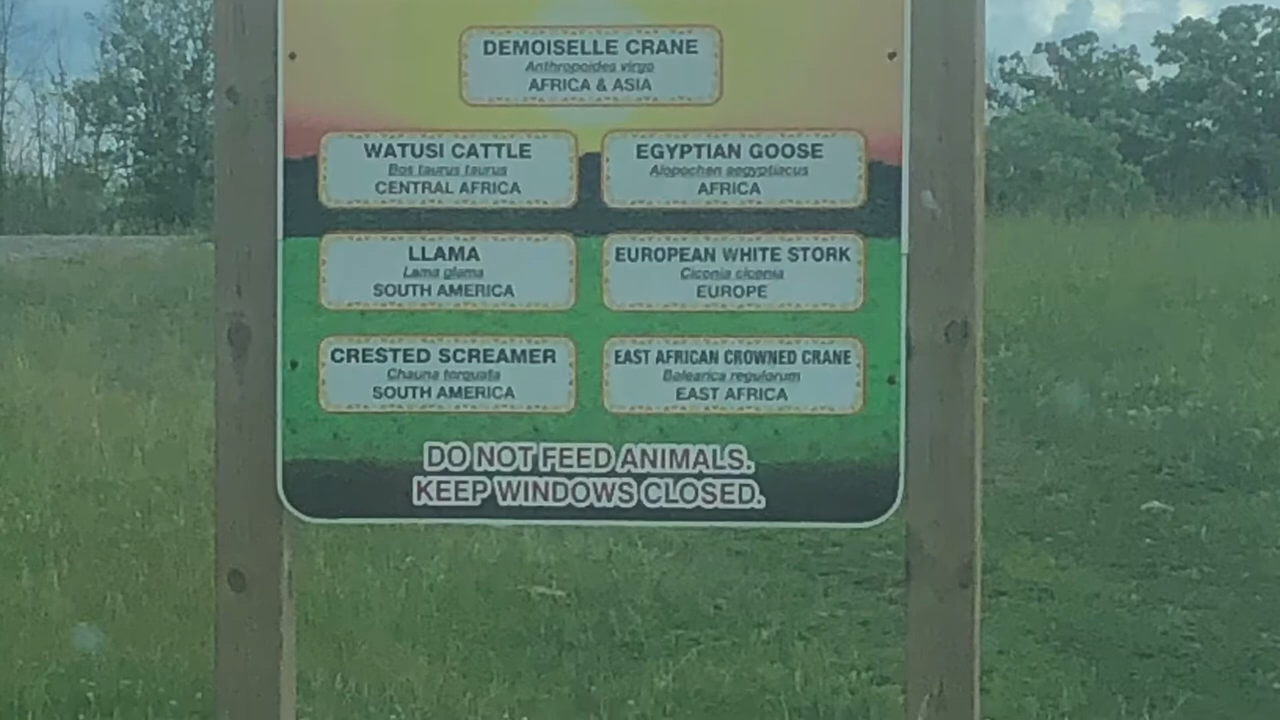 DEMOISELLE CRANE
Anthropoides virgo
AFRICA & ASIA
WATUSI CATTLE
Bos taurus taurus
CENTRAL AFRICA
EGYPTIAN GOOSE
Alopochen aegyptiacus
AFRICA
LLAMA
Lama glama
SOUTH AMERICA
EUROPEAN WHITE STORK
Ciconia ciconia
EUROPE
CRESTED SCREAMER
Chauna torquata
SOUTH AMERICA
EAST AFRICAN CROWNED CRANE
Balearica regulorum
EAST AFRICA
DO NOT FEED ANIMALS.
KEEP WINDOWS CLOSED.